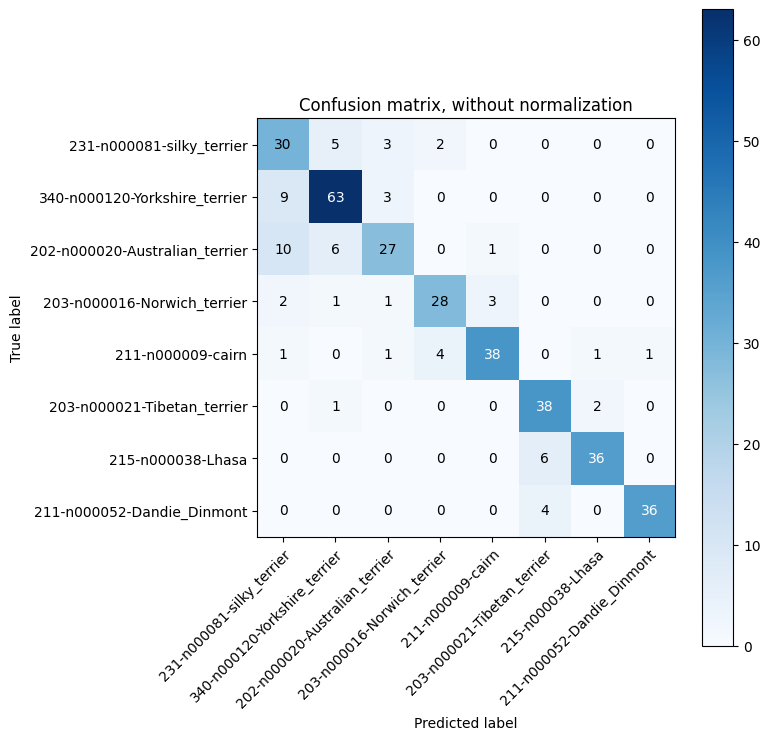 Confusion matrix, without normalization
True label
231-n000081-silky_terrier 30 5 3 2 0 0 0 0
340-n000120-Yorkshire_terrier 9 63 3 0 0 0 0 0
202-n000020-Australian_terrier 10 6 27 0 1 0 0 0
203-n000016-Norwich_terrier 2 1 1 28 3 0 0 0
211-n000009-cairn 1 0 1 4 38 0 1 1
203-n000021-Tibetan_terrier 0 1 0 0 0 38 2 0
215-n000038-Lhasa 0 0 0 0 0 6 36 0
211-n000052-Dandie_Dinmont 0 0 0 0 0 4 0 36
231-n000081-silky_terrier
340-n000120-Yorkshire_terrier
202-n000020-Australian_terrier
203-n000016-Norwich_terrier
211-n000009-cairn
203-n000021-Tibetan_terrier
215-n000038-Lhasa
211-n000052-Dandie_Dinmont
Predicted label
60
50
40
30
20
10
0